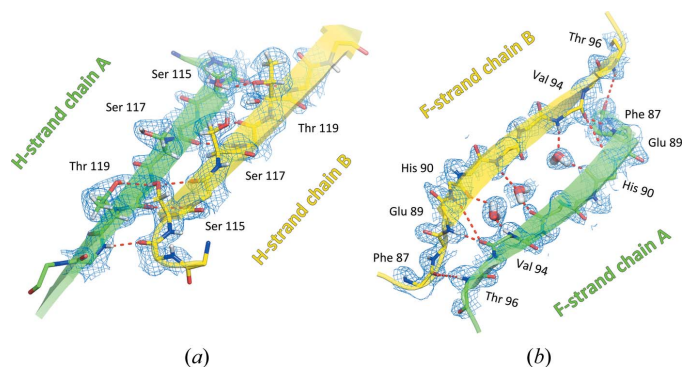 H-strand chain A
Ser 115
Ser 117
Thr 119
Thr 119
Ser 117
Ser 115
H-strand chain B
(a)
F-strand chain B
Thr 96
Val 94
Phe 87
Glu 89
His 90
His 90
Glu 89
Val 94
Phe 87
Thr 96
F-strand chain A
(b)